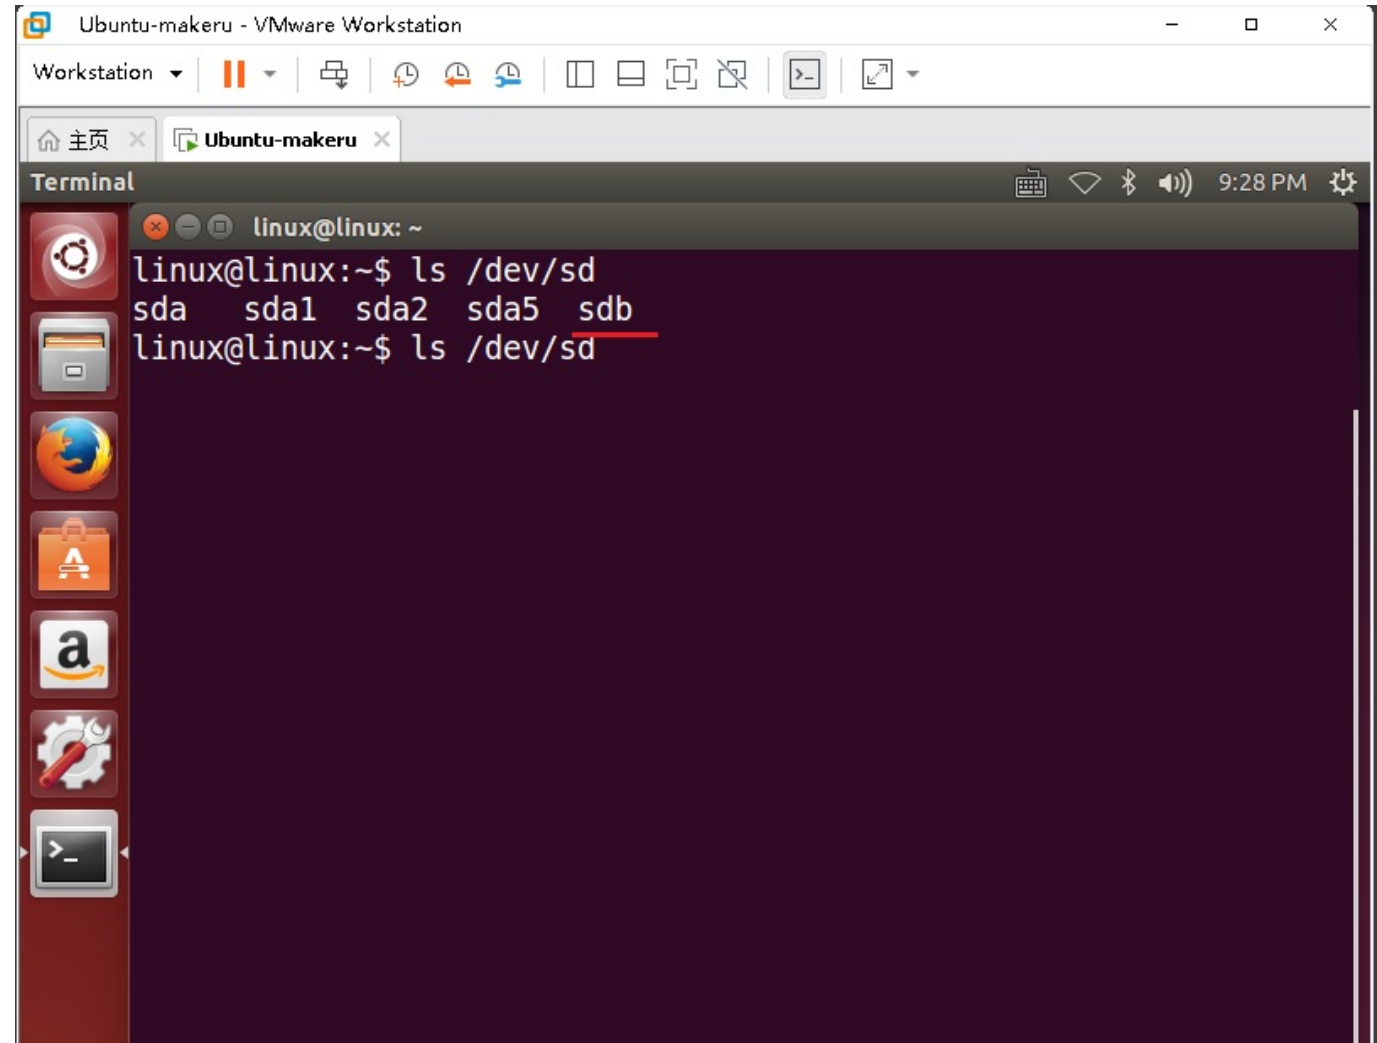 Ubuntu-makeru - VMware Workstation
Workstation
主页
Ubuntu-makeru
Terminal
9:28 PM
linux@linux: ~
linux@linux:~$ ls /dev/sd
sda sda1 sda2 sda5 sdb
linux@linux:~$ ls /dev/sd